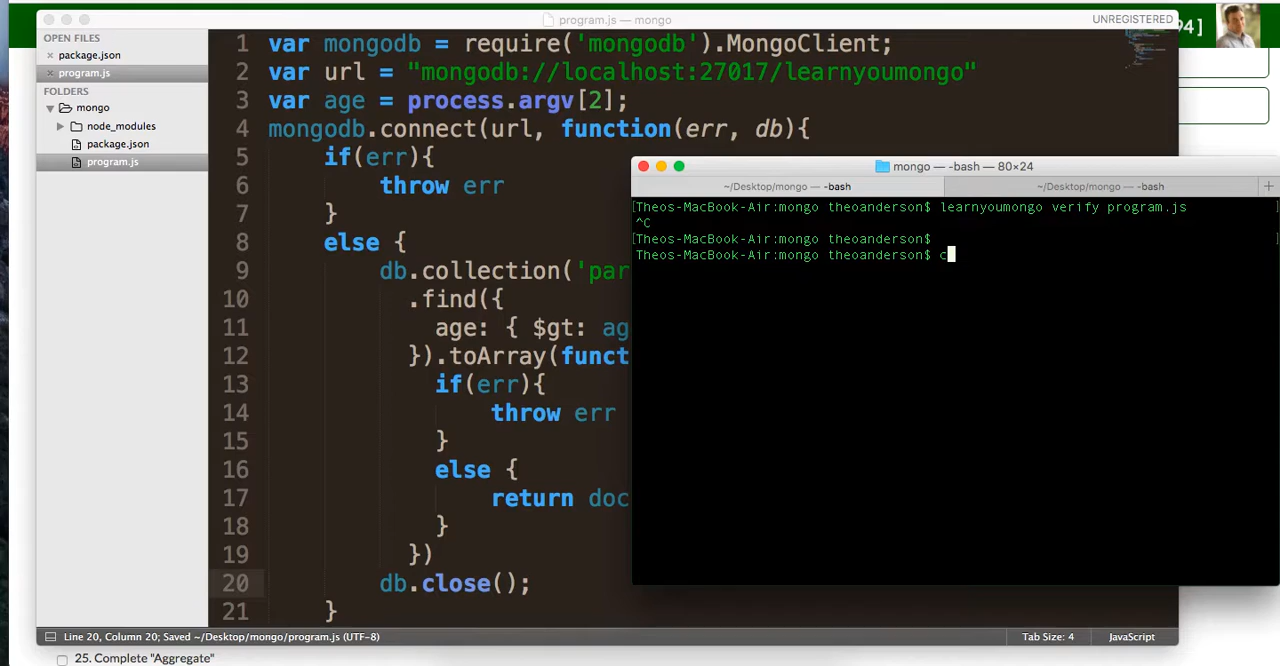 program.js — mongo
UNREGISTERED
94]
OPEN FILES
× package.json
× program.js
FOLDERS
mongo
node_modules
package.json
program.js
1 var mongodb = require('mongodb').MongoClient;
2 var url = "mongodb://localhost:27017/learnyoumongo"
3 var age = process.argv[2];
4 mongodb.connect(url, function(err, db){
5 if(err){
6 throw err
7 }
8 else {
9 db.collection('par
10 .find({
11 age: { $gt: ag
12 }).toArray(funct
13 if(err){
14 throw err
15 }
16 else {
17 return doc
18 }
19 })
20 db.close();
21 }
mongo — -bash — 80×24
~/Desktop/mongo — -bash
~/Desktop/mongo — -bash
+
[Theos-MacBook-Air:mongo theoanderson$ learnyoumongo verify program.js ]
^C
[Theos-MacBook-Air:mongo theoanderson$ ]
Theos-MacBook-Air:mongo theoanderson$ c
Line 20, Column 20; Saved ~/Desktop/mongo/program.js (UTF-8)
Tab Size: 4
JavaScript
25. Complete "Aggregate"